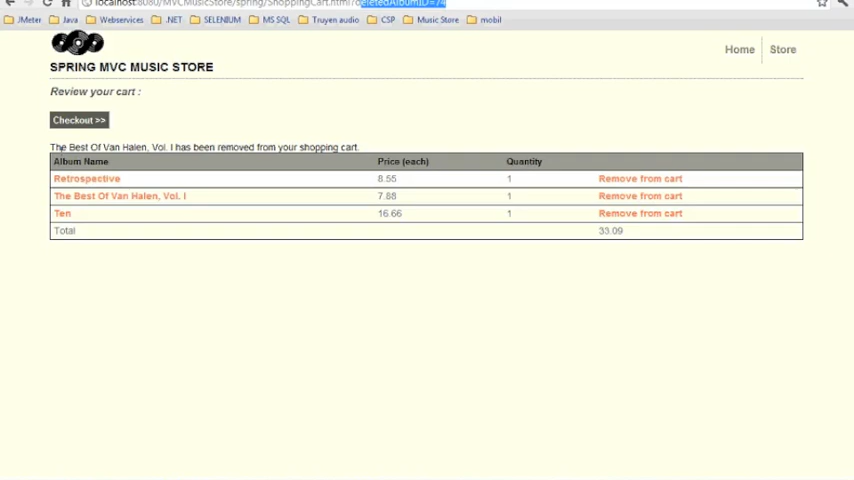 localhost:8080/MVCMusicStore/spring/ShoppingCart.html?deletedAlbumID=74
JMeter Java Webservices .NET SELENIUM MS SQL Truyen audio CSP Music Store mobil
SPRING MVC MUSIC STORE
Home Store
Review your cart :
Checkout >>
The Best Of Van Halen, Vol. I has been removed from your shopping cart.
Album Name Price (each) Quantity
Retrospective 8.55 1 Remove from cart
The Best Of Van Halen, Vol. I 7.88 1 Remove from cart
Ten 16.66 1 Remove from cart
Total 33.09